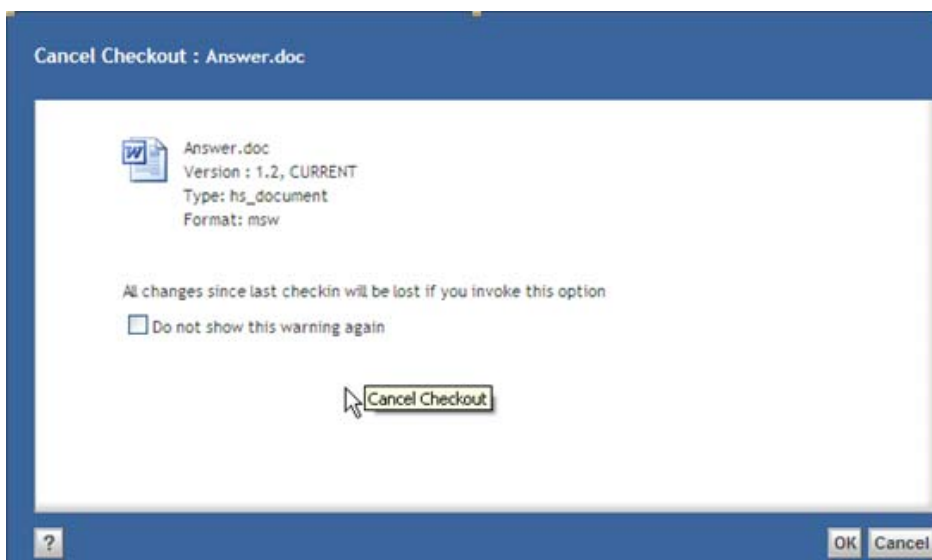 Cancel Checkout : Answer.doc
Answer.doc
Version : 1.2, CURRENT
Type: hs_document
Format: msw
All changes since last checkin will be lost if you invoke this option
Do not show this warning again
Cancel Checkout
? OK Cancel